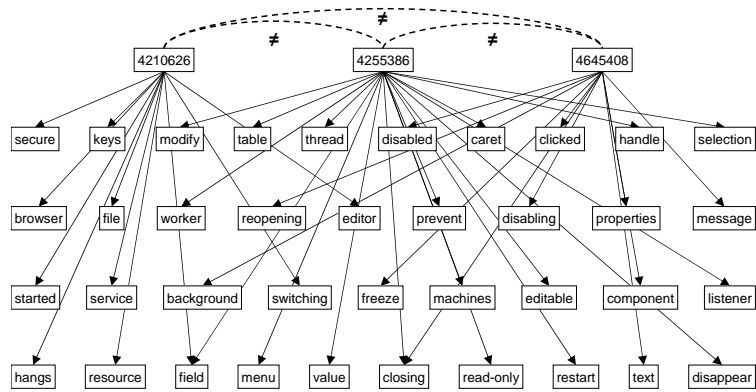 ≠
≠ ≠
4210626 4255386 4645408
secure keys modify table thread disabled caret clicked handle selection
browser file worker reopening editor prevent disabling properties message
started service background switching freeze machines editable component listener
hangs resource field menu value closing read-only restart text disappear